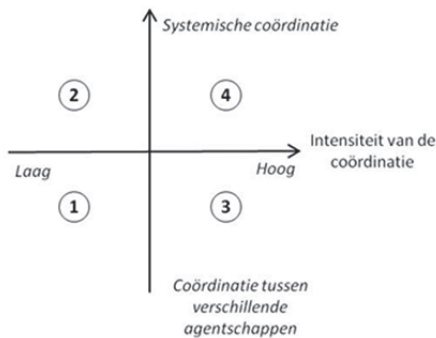 Systemische coördinatie
2
4
Intensiteit van de
coördinatie
Laag
Hoog
1
3
Coördinatie tussen
verschillende
agentschappen